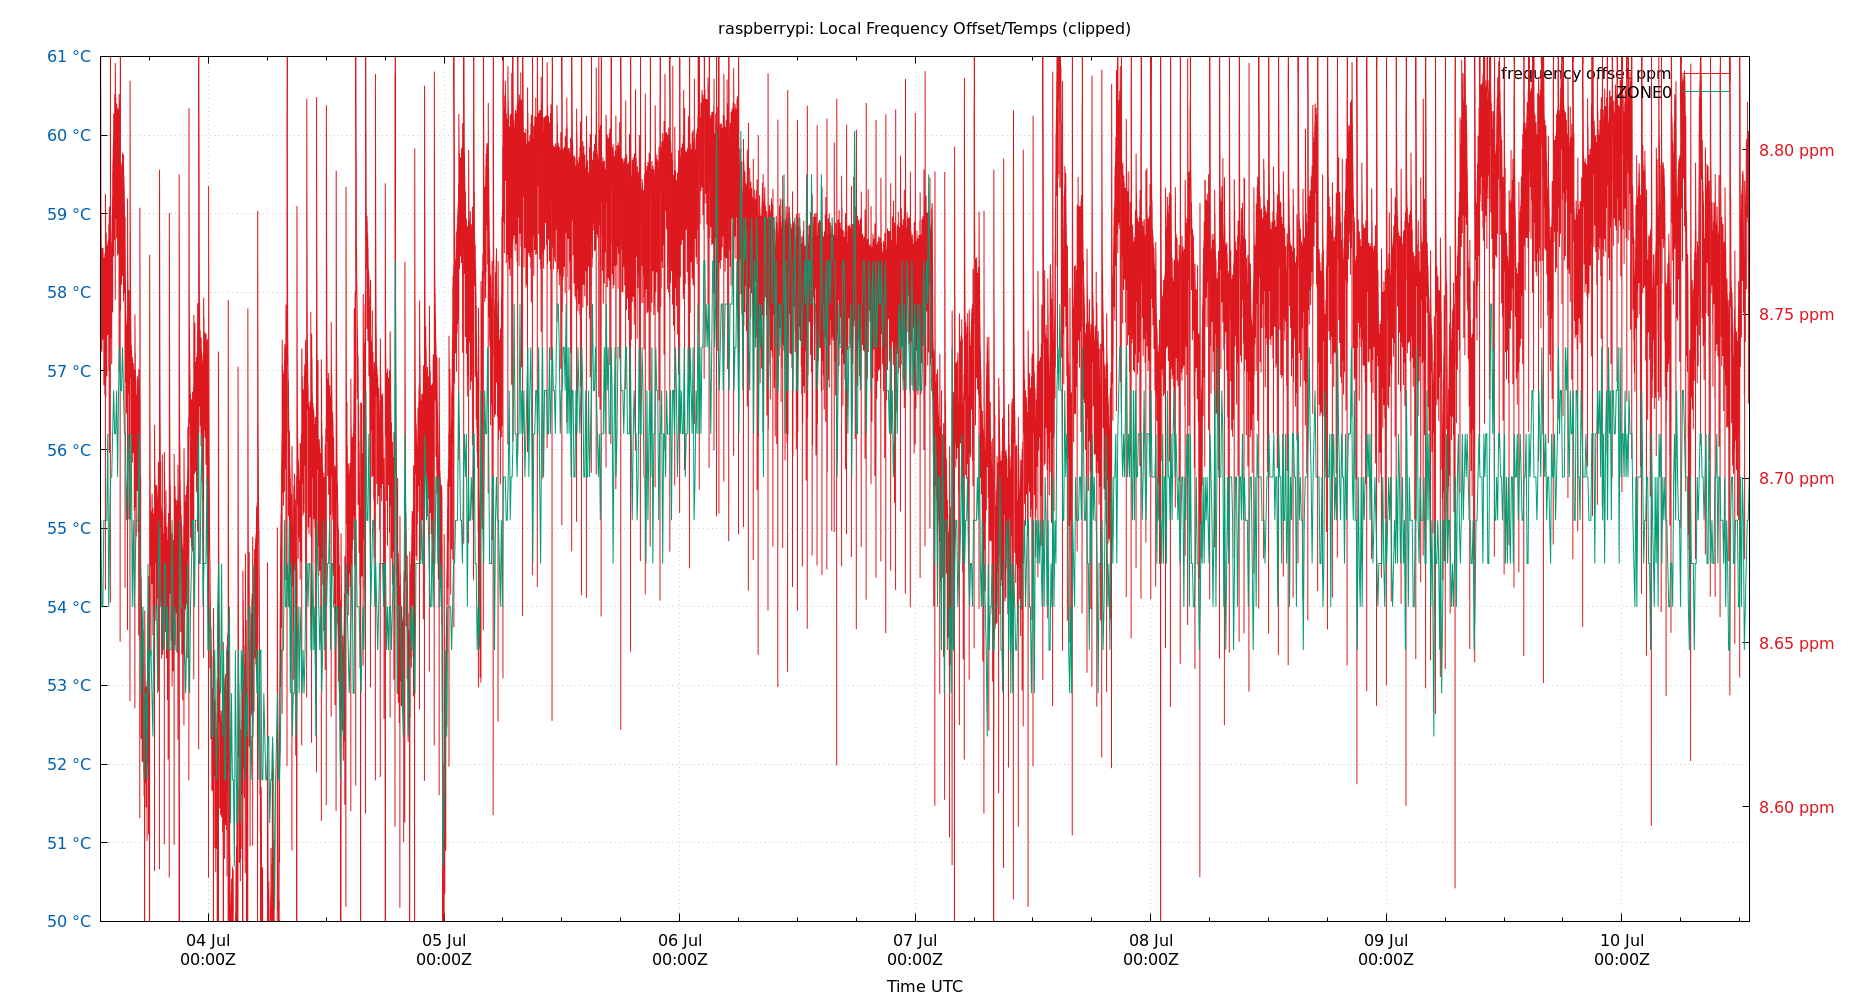 raspberrypi: Local Frequency Offset/Temps (clipped)
61 °C
60 °C
59 °C
58 °C
57 °C
56 °C
55 °C
54 °C
53 °C
52 °C
51 °C
50 °C
frequency offset ppm
ZONE0
8.80 ppm
8.75 ppm
8.70 ppm
8.65 ppm
8.60 ppm
04 Jul
00:00Z
05 Jul
00:00Z
06 Jul
00:00Z
07 Jul
00:00Z
08 Jul
00:00Z
09 Jul
00:00Z
10 Jul
00:00Z
Time UTC